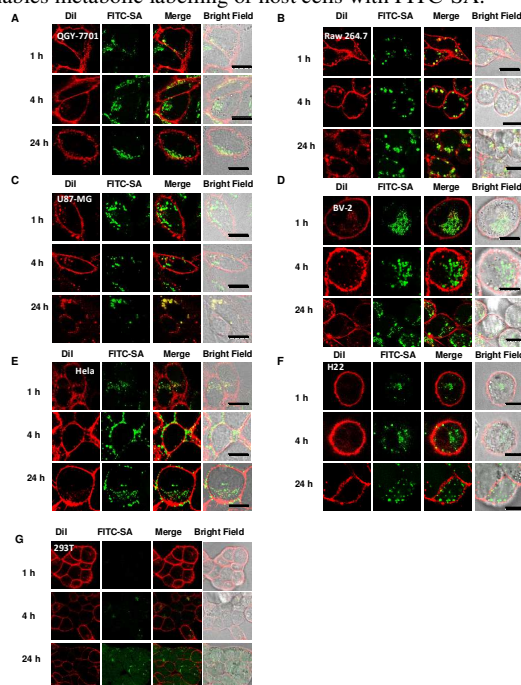 nables metabolic labelling of host cells with FITC-SA.
A
DiI FITC-SA Merge Bright Field
QGY-7701
1 h
4 h
24 h
B
DiI FITC-SA Merge Bright Field
Raw 264.7
1 h
4 h
24 h
C
DiI FITC-SA Merge Bright Field
U87-MG
1 h
4 h
24 h
D
DiI FITC-SA Merge Bright Field
BV-2
1 h
4 h
24 h
E
DiI FITC-SA Merge Bright Field
Hela
1 h
4 h
24 h
F
DiI FITC-SA Merge Bright Field
H22
1 h
4 h
24 h
G
DiI FITC-SA Merge Bright Field
293T
1 h
4 h
24 h